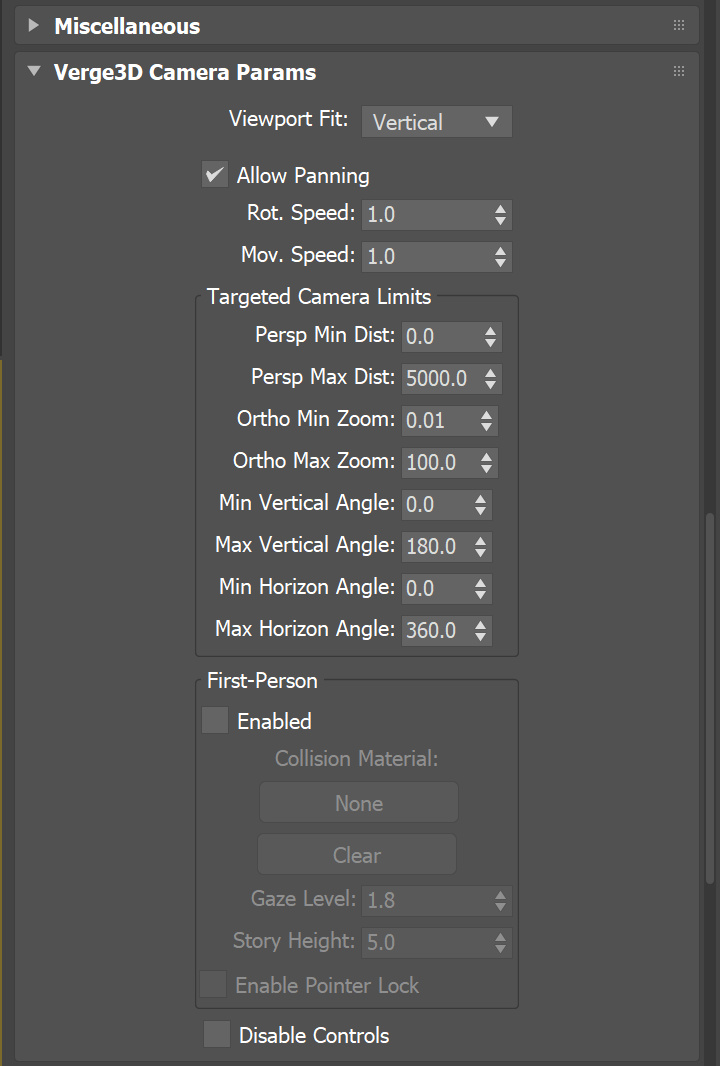 Miscellaneous
Verge3D Camera Params
Viewport Fit: Vertical
Allow Panning
Rot. Speed: 1.0
Mov. Speed: 1.0
Targeted Camera Limits
Persp Min Dist: 0.0
Persp Max Dist: 5000.0
Ortho Min Zoom: 0.01
Ortho Max Zoom: 100.0
Min Vertical Angle: 0.0
Max Vertical Angle: 180.0
Min Horizon Angle: 0.0
Max Horizon Angle: 360.0
First-Person
Enabled
Collision Material:
None
Clear
Gaze Level: 1.8
Story Height: 5.0
Enable Pointer Lock
Disable Controls